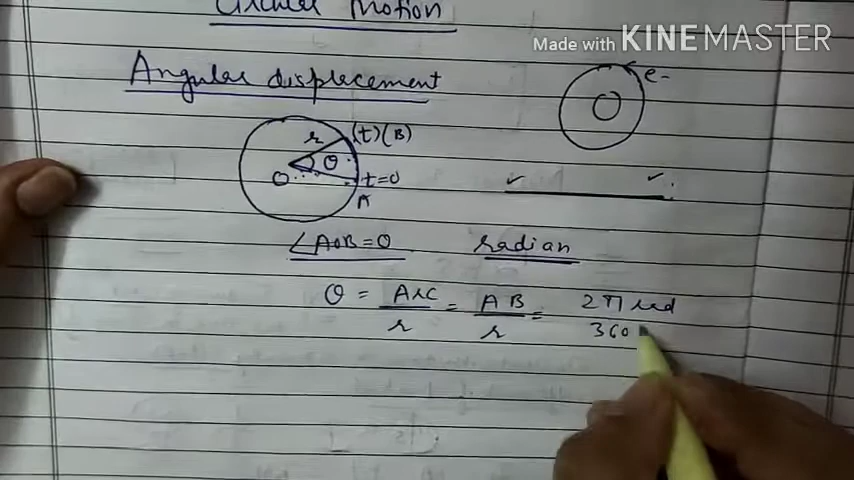 Circular Motion
Made with KINEMASTER
Angular displacement
e-
r (t) (B)
θ
O t=0
A
∠AOB=θ radian
θ = Arc / r = AB / r = 2π rad / 360